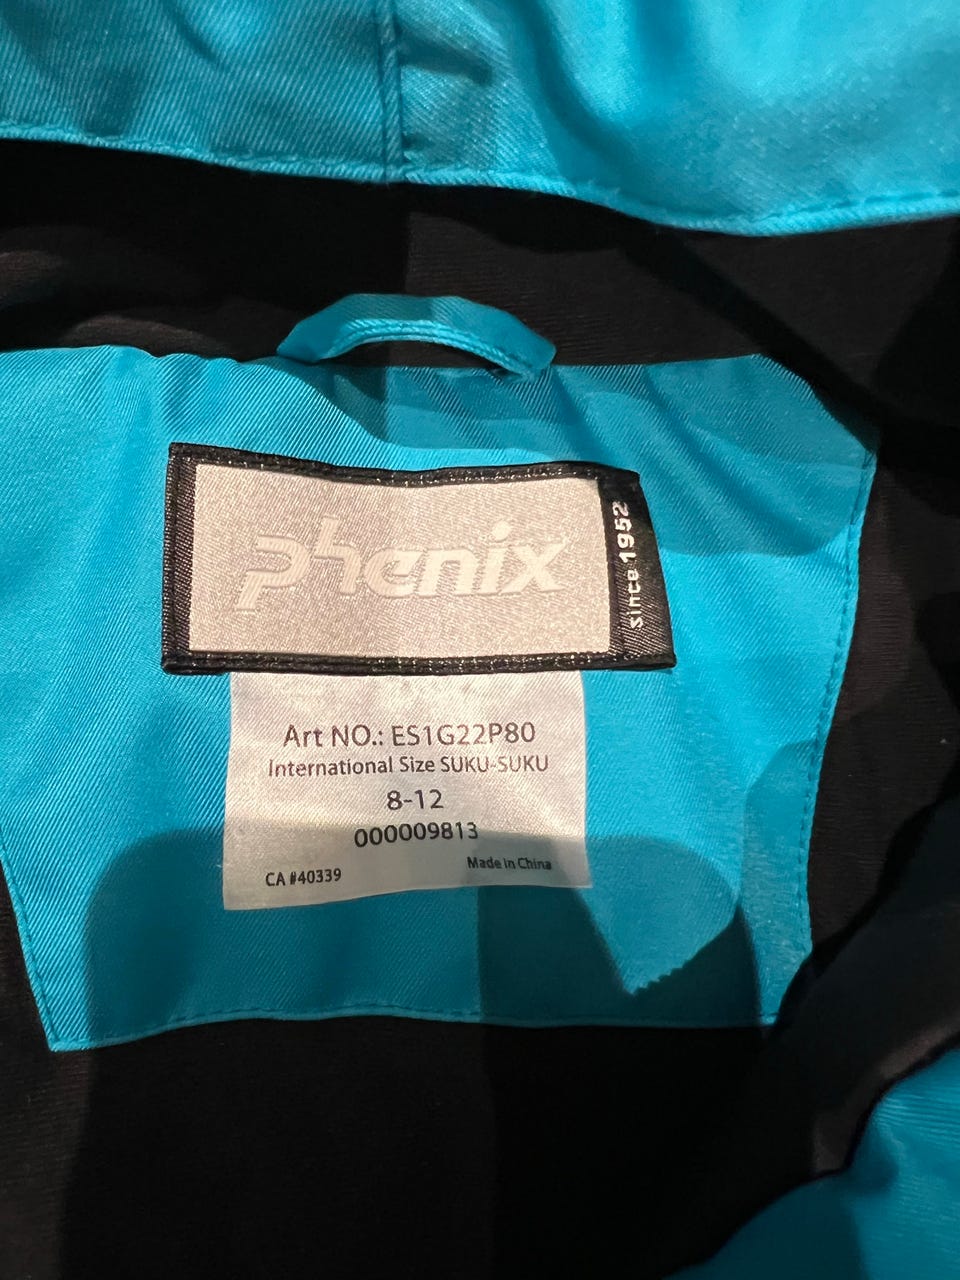 phenix
since 1952
Art NO.: ES1G22P80
International Size SUKU-SUKU
8-12
000009813
CA #40339 Made in China